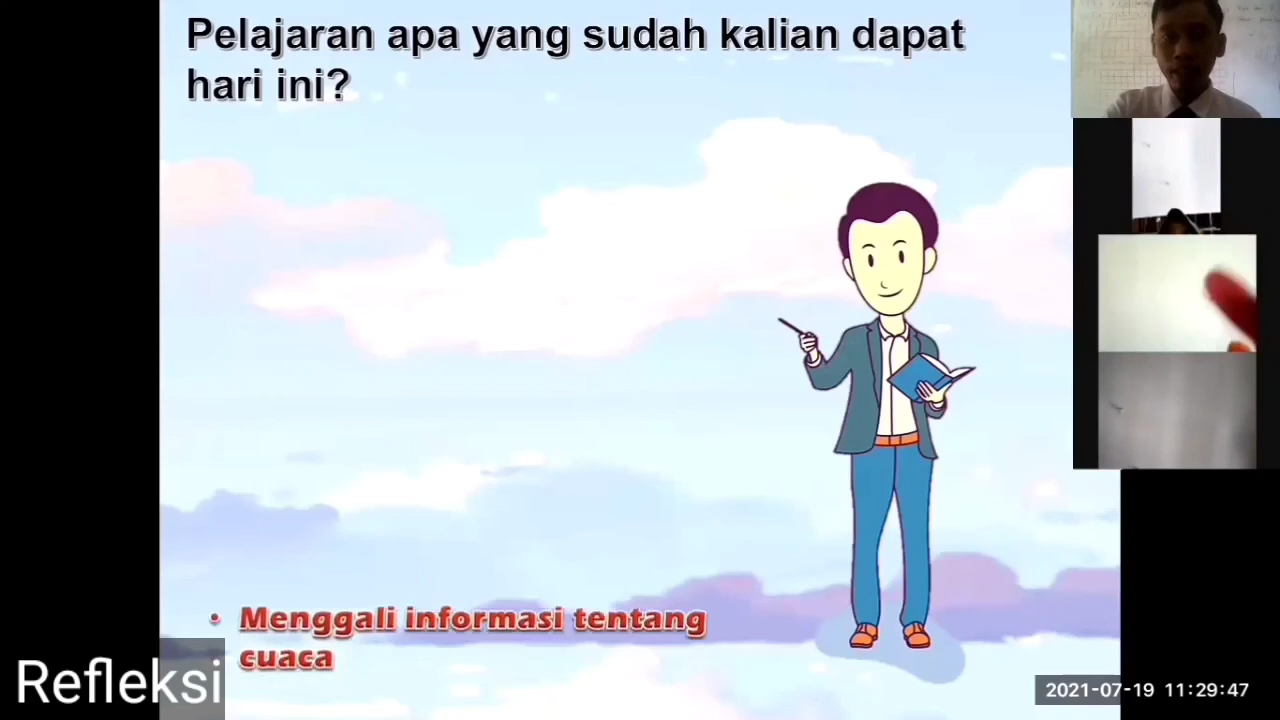 Pelajaran apa yang sudah kalian dapat
hari ini?
• Menggali informasi tentang
cuaca
Refleksi
2021-07-19 11:29:47